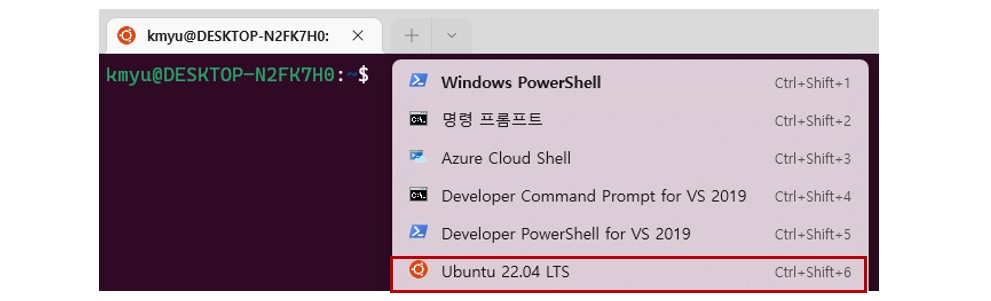 kmyu@DESKTOP-N2FK7H0:
kmyu@DESKTOP-N2FK7H0:~$
Windows PowerShell Ctrl+Shift+1
명령 프롬프트 Ctrl+Shift+2
Azure Cloud Shell Ctrl+Shift+3
Developer Command Prompt for VS 2019 Ctrl+Shift+4
Developer PowerShell for VS 2019 Ctrl+Shift+5
Ubuntu 22.04 LTS Ctrl+Shift+6